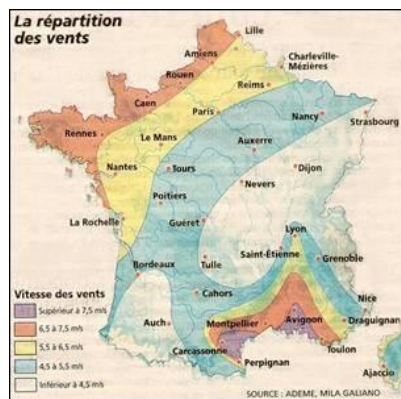 La répartition
des vents
Lille
Amiens
Charleville-
Mézières
Rouen
Reims
Caen
Paris
Nancy
Strasbourg
Rennes
Le Mans
Auxerre
Nantes
Tours
Dijon
Nevers
Poitiers
La Rochelle
Guéret
Lyon
Saint-Étienne
Grenoble
Bordeaux
Tulle
Cahors
Nice
Vitesse des vents
Supérieur à 7,5 m/s
6,5 à 7,5 m/s
5,5 à 6,5 m/s
4,5 à 5,5 m/s
Inférieur à 4,5 m/s
Auch
Montpellier
Avignon
Draguignan
Carcassonne
Toulon
Perpignan
Ajaccio
SOURCE : ADEME, MILA GALIANO